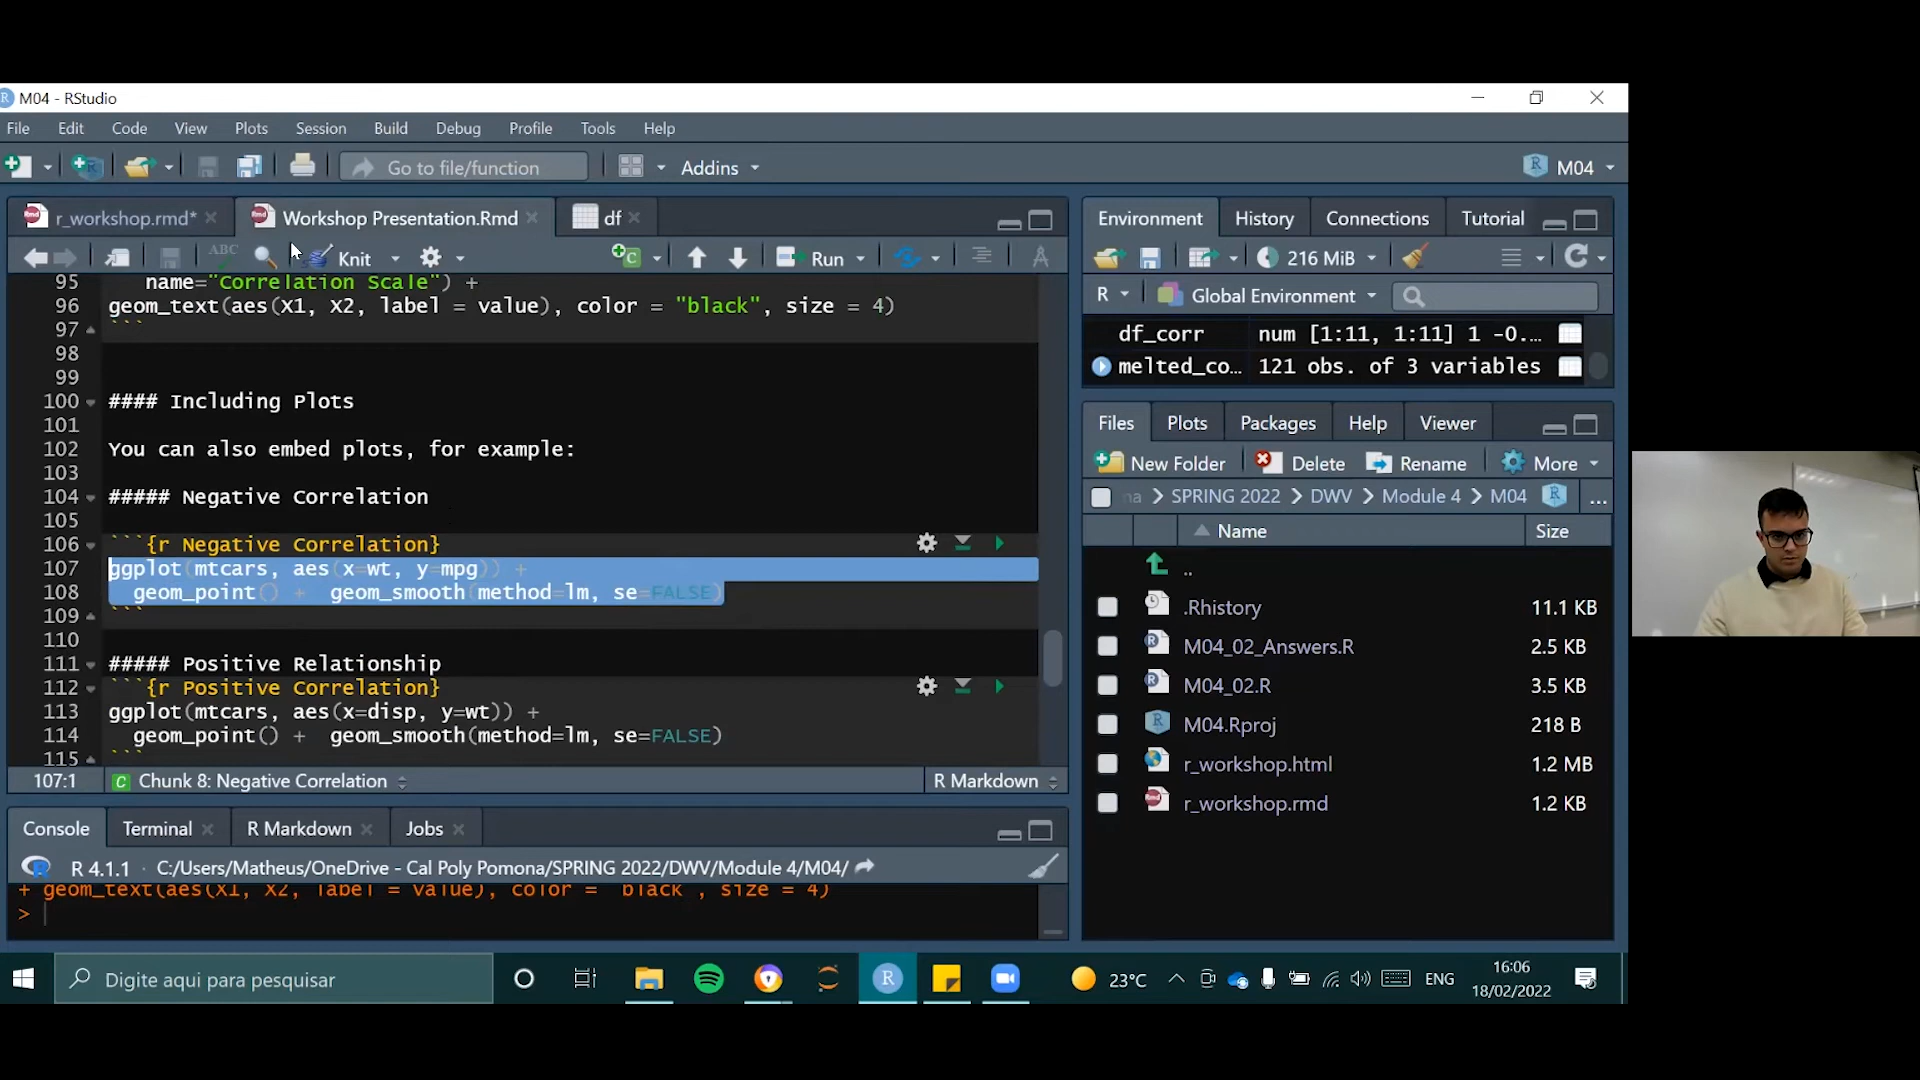 M04 - RStudio
File Edit Code View Plots Session Build Debug Profile Tools Help
Go to file/function Addins M04
r_workshop.rmd* Workshop Presentation.Rmd df
ABC Knit Run
95 name="Correlation Scale") +
96 geom_text(aes(X1, X2, label = value), color = "black", size = 4)
97 ```
98
99
100 #### Including Plots
101
102 You can also embed plots, for example:
103
104 ##### Negative Correlation
105
106 ```{r Negative Correlation}
107 ggplot(mtcars, aes(x=wt, y=mpg)) +
108 geom_point() + geom_smooth(method=lm, se=FALSE)
109 ```
110
111 ##### Positive Relationship
112 ```{r Positive Correlation}
113 ggplot(mtcars, aes(x=disp, y=wt)) +
114 geom_point() + geom_smooth(method=lm, se=FALSE)
115 ```
107:1 Chunk 8: Negative Correlation R Markdown
Console Terminal R Markdown Jobs
R 4.1.1 · C:/Users/Matheus/OneDrive - Cal Poly Pomona/SPRING 2022/DWV/Module 4/M04/
+ geom_text(aes(X1, X2, label = value), color = "black", size = 4)
>
Environment History Connections Tutorial
216 MiB
R Global Environment
df_corr num [1:11, 1:11] 1 -0...
melted_co... 121 obs. of 3 variables
Files Plots Packages Help Viewer
New Folder Delete Rename More
na SPRING 2022 DWV Module 4 M04 ...
Name Size
..
.Rhistory 11.1 KB
M04_02_Answers.R 2.5 KB
M04_02.R 3.5 KB
M04.Rproj 218 B
r_workshop.html 1.2 MB
r_workshop.rmd 1.2 KB
Digite aqui para pesquisar
23°C ENG 16:06
18/02/2022